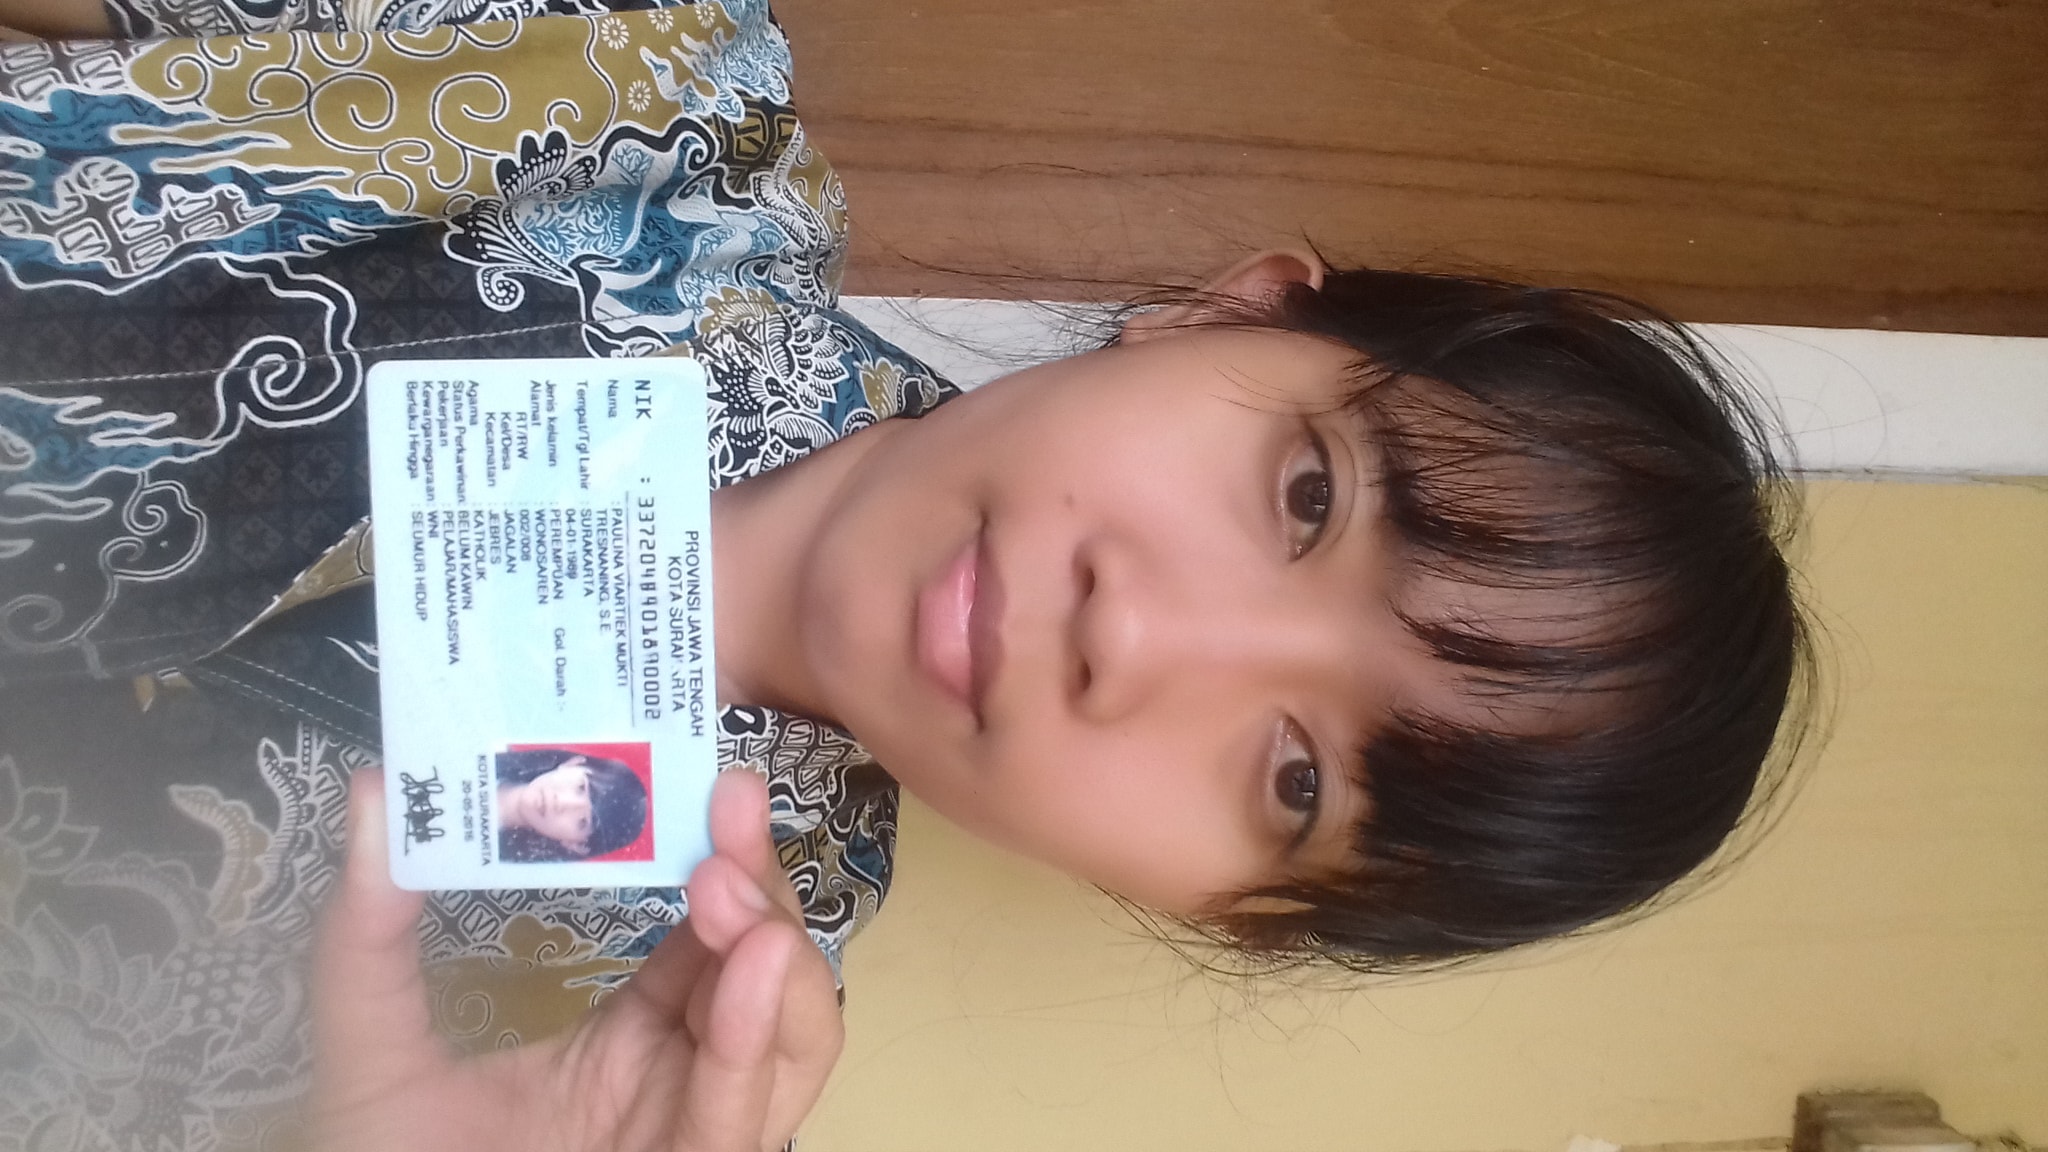 PROVINSI JAWA TENGAH
KOTA SURAKARTA
NIK :
Nama : PAULINA VIARTIEK MUKTI
TRESNANING, S.E.
Tempat/Tgl Lahir : SURAKARTA
04-01-1989
Jenis kelamin : PEREMPUAN Gol. Darah :-
Alamat : WONOSAREN
RT/RW : 002/008
Kel/Desa : JAGALAN
Kecamatan : JEBRES
Agama : KATHOLIK
Status Perkawinan: BELUM KAWIN
Pekerjaan : PELAJAR/MAHASISWA
Kewarganegaraan: WNI
Berlaku Hingga : SEUMUR HIDUP
KOTA SURAKARTA
20-05-2016